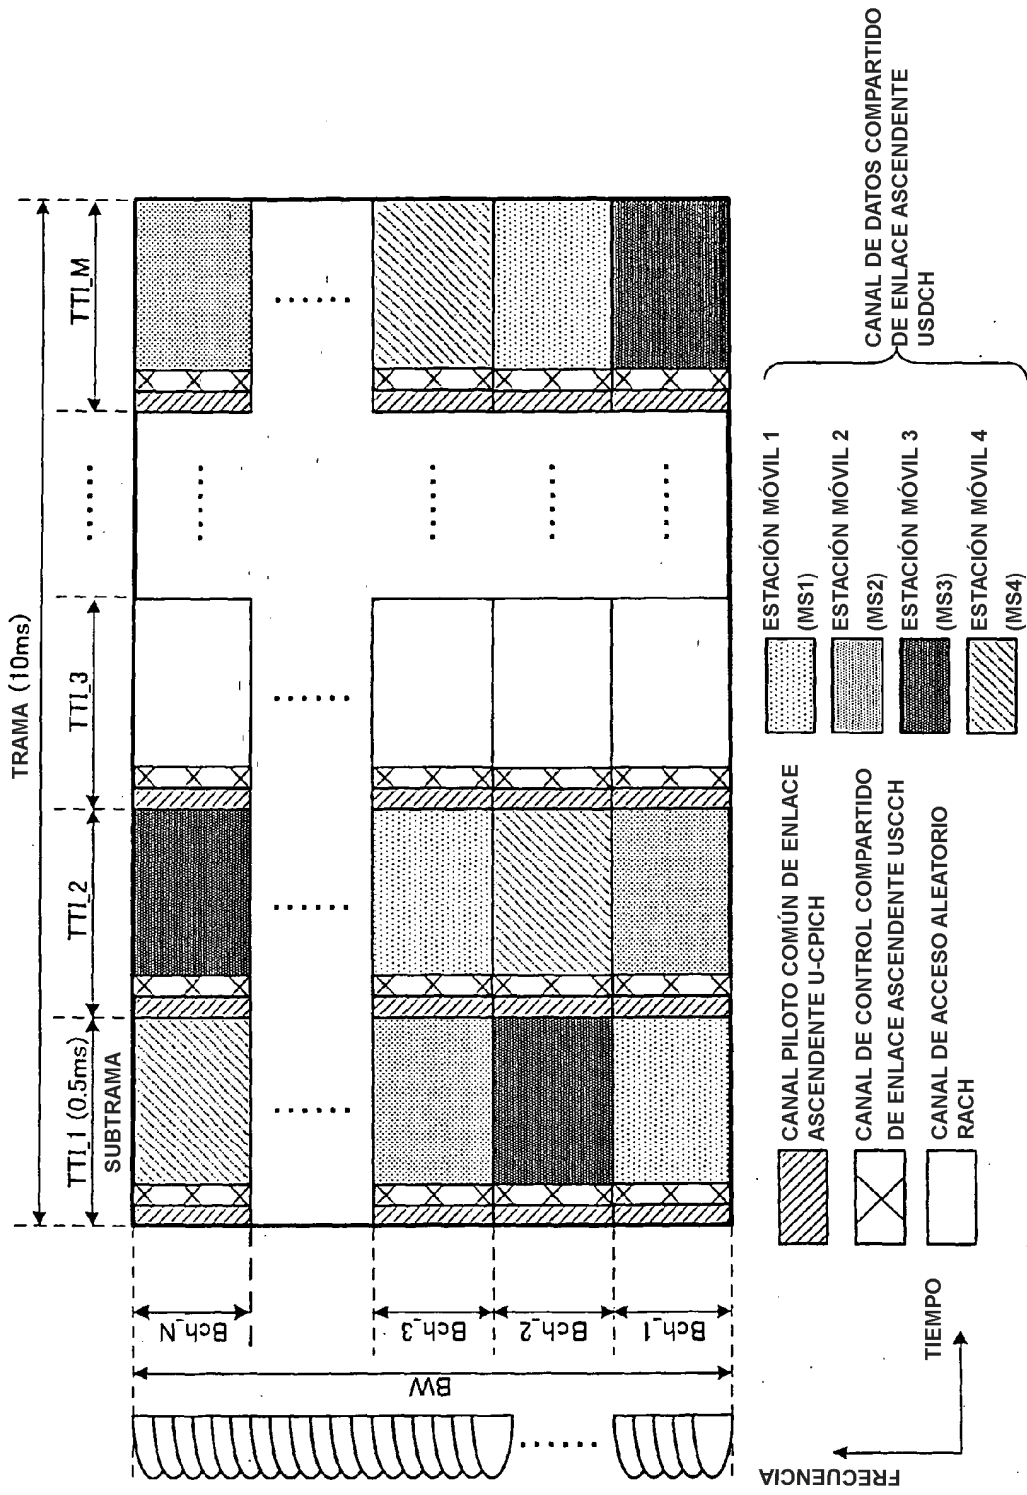 TRAMA (10ms)
TTI_1 (0.5ms)
SUBTRAMA
TTI_2
TTI_3
......
TTI_M
Bch_N
Bch_3
Bch_2
Bch_1
BW
FRECUENCIA
TIEMPO
CANAL PILOTO COMÚN DE ENLACE
ASCENDENTE U-CPICH
CANAL DE CONTROL COMPARTIDO
DE ENLACE ASCENDENTE USCCH
CANAL DE ACCESO ALEATORIO
RACH
ESTACIÓN MÓVIL 1
(MS1)
ESTACIÓN MÓVIL 2
(MS2)
ESTACIÓN MÓVIL 3
(MS3)
ESTACIÓN MÓVIL 4
(MS4)
CANAL DE DATOS COMPARTIDO
DE ENLACE ASCENDENTE
USDCH